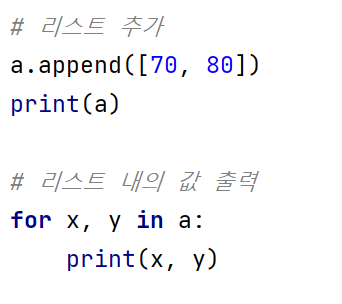 # 리스트 추가
a.append([70, 80])
print(a)
# 리스트 내의 값 출력
for x, y in a:
    print(x, y)